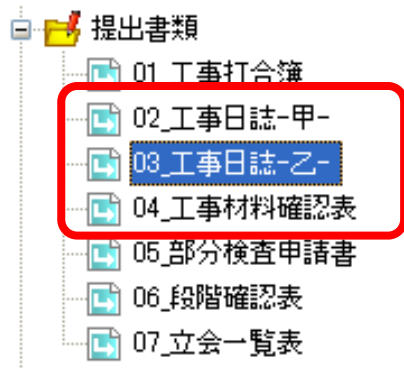 提出書類
01_工事打合簿
02_工事日誌-甲-
03_工事日誌-乙-
04_工事材料確認表
05_部分検査申請書
06_段階確認表
07_立会一覧表